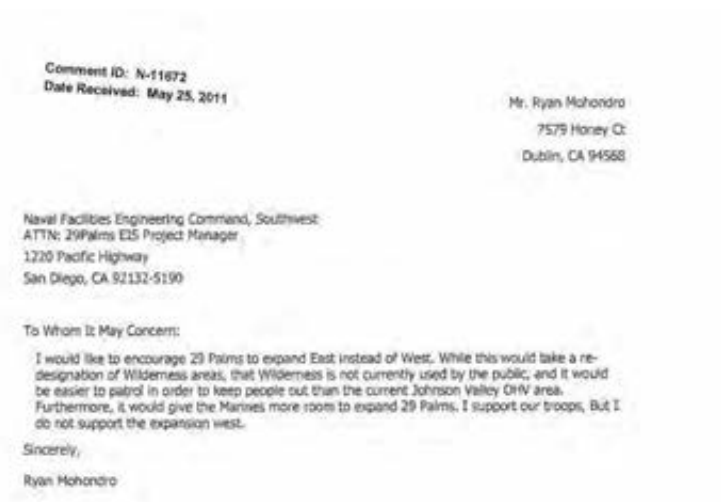 Comment ID: N-11672
Date Received: May 25, 2011
Mr. Ryan Mohondro
7579 Honey Ct
Dublin, CA 94568
Naval Facilities Engineering Command, Southwest
ATTN: 29Palms EIS Project Manager
1220 Pacific Highway
San Diego, CA 92132-5190
To Whom It May Concern:
I would like to encourage 29 Palms to expand East instead of West. While this would take a re-
designation of Wilderness areas, that Wilderness is not currently used by the public, and it would
be easier to patrol in order to keep people out than the current Johnson Valley OHV area.
Furthermore, it would give the Marines more room to expand 29 Palms. I support our troops, But I
do not support the expansion west.
Sincerely,
Ryan Mohondro